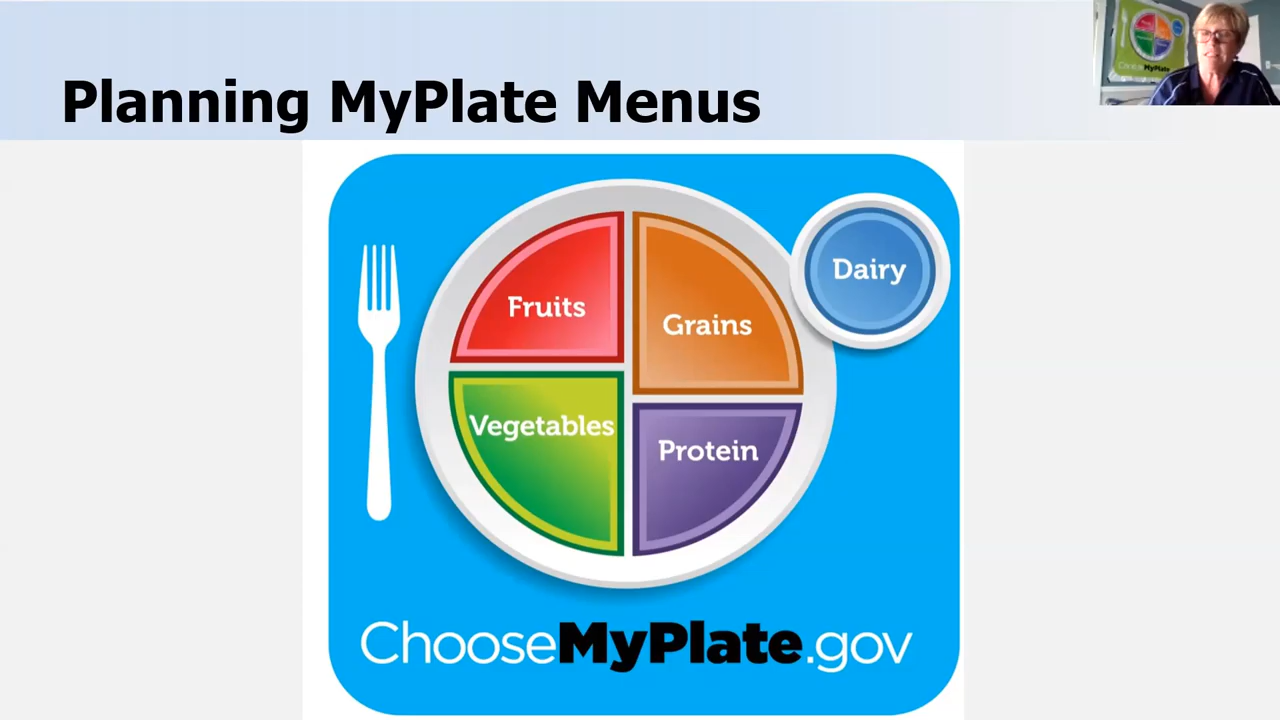 Planning MyPlate Menus
Fruits
Grains
Dairy
Vegetables
Protein
ChooseMyPlate.gov